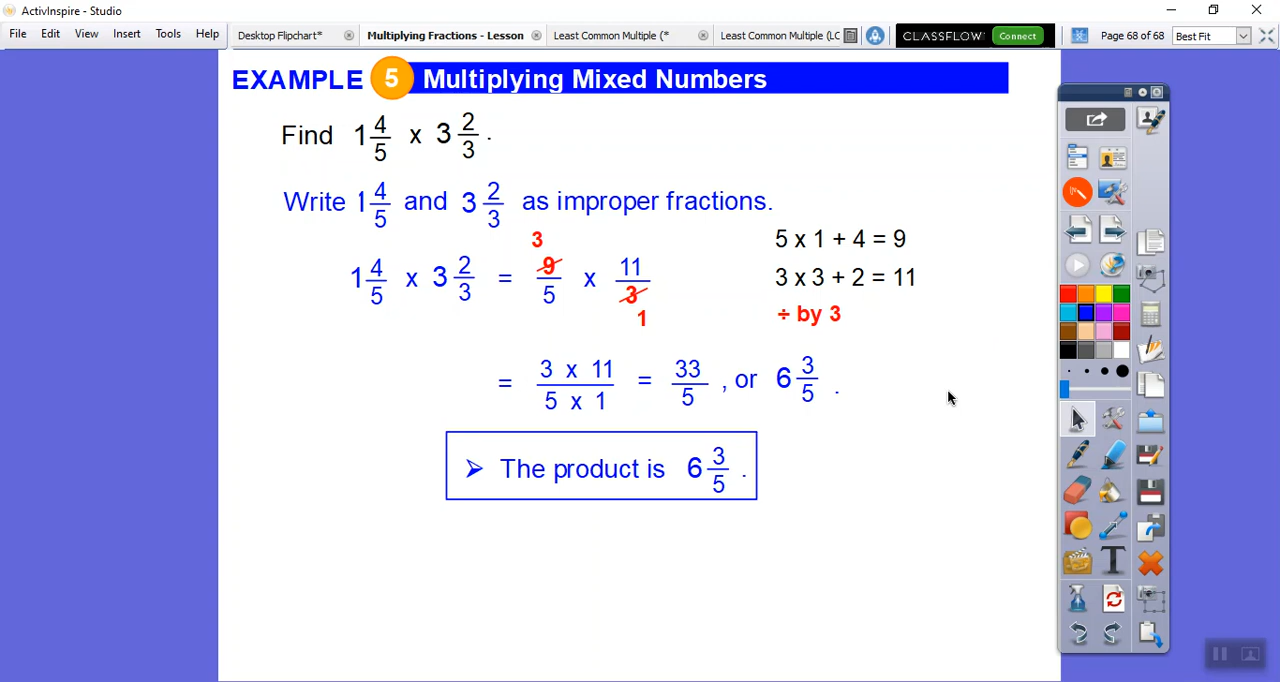 ActivInspire - Studio
File Edit View Insert Tools Help
Desktop Flipchart*
Multiplying Fractions - Lesson
Least Common Multiple (*
Least Common Multiple (LC
CLASSFLOW Connect
Page 68 of 68
Best Fit
EXAMPLE 5 Multiplying Mixed Numbers
Find 1 4/5 x 3 2/3 .
Write 1 4/5 and 3 2/3 as improper fractions.
5 x 1 + 4 = 9
3
1 4/5 x 3 2/3 = 9/5 x 11/3
3 x 3 + 2 = 11
1
÷ by 3
= 3 x 11 / 5 x 1 = 33/5 , or 6 3/5 .
➢ The product is 6 3/5 .